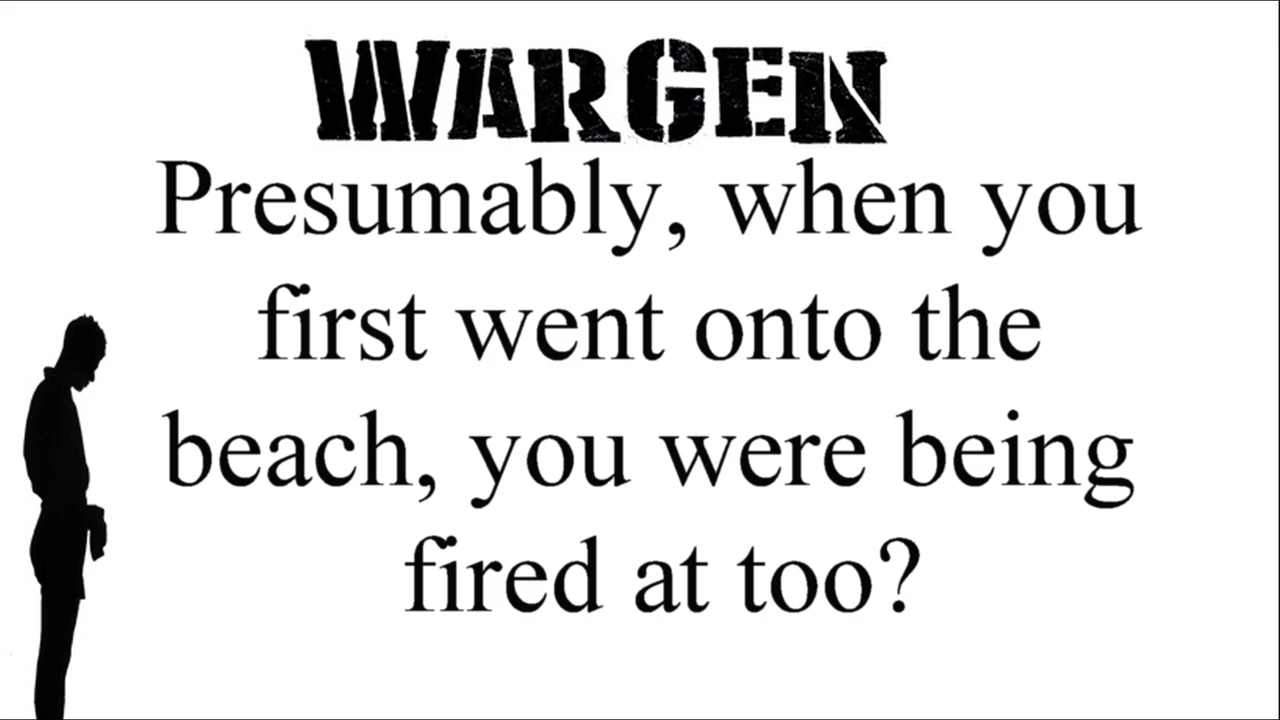 WARGEN
Presumably, when you
first went onto the
beach, you were being
fired at too?